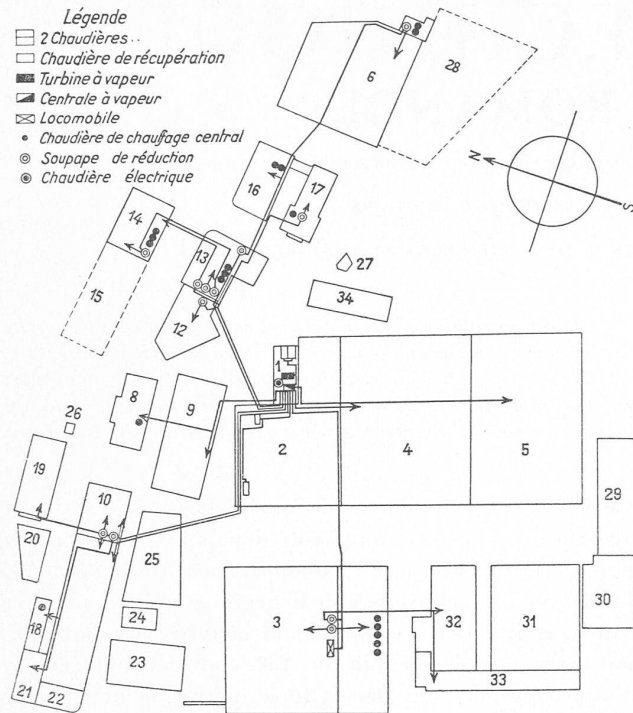 Légende
2 Chaudières..
Chaudière de récupération
Turbine à vapeur
Centrale à vapeur
Locomobile
Chaudière de chauffage central
Soupape de réduction
Chaudière électrique
6
28
N
S
16
17
14
13
15
27
34
12
1
8
9
26
2
4
5
19
10
29
20
25
30
18
24
3
32
31
23
33
21
22